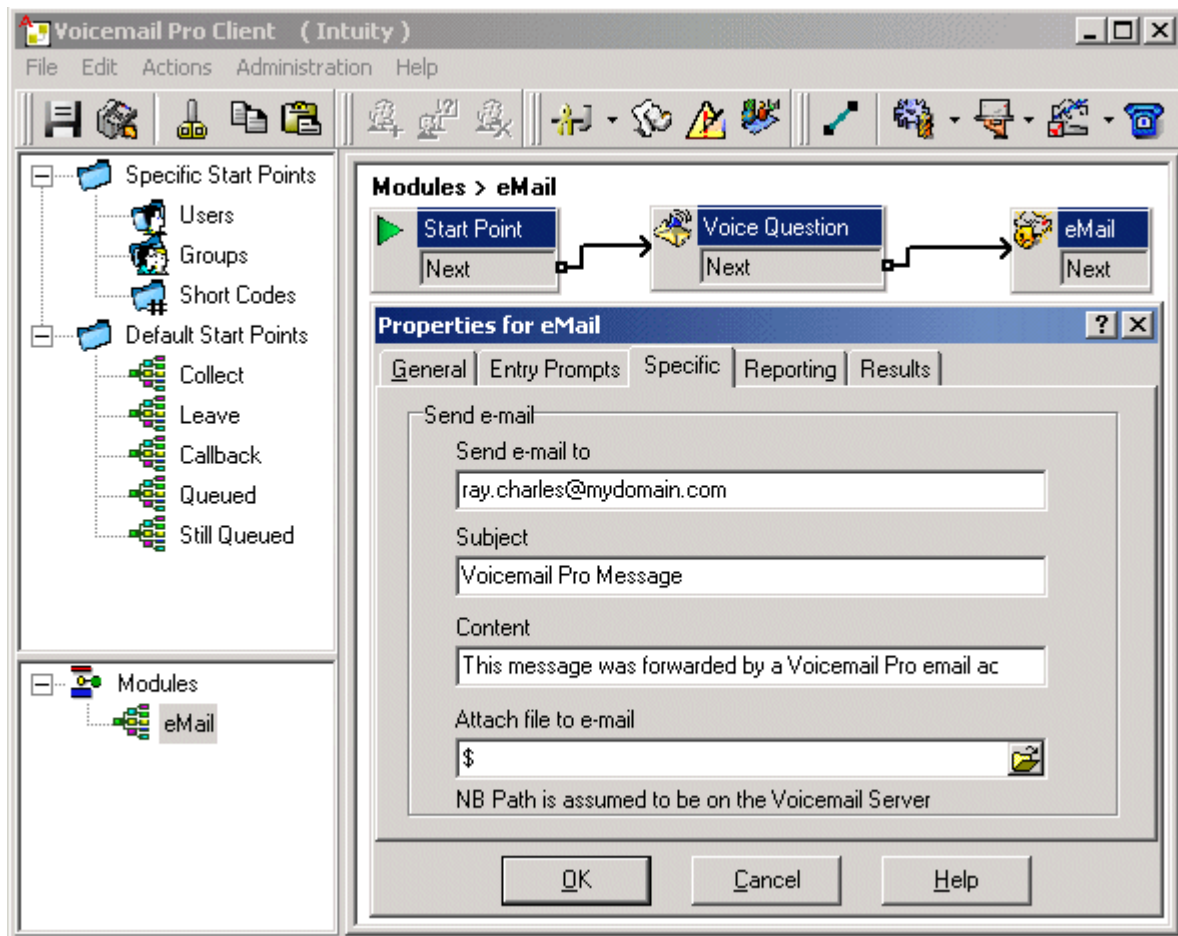 Voicemail Pro Client (Intuity)
File Edit Actions Administration Help
Specific Start Points
Users
Groups
Short Codes
Default Start Points
Collect
Leave
Callback
Queued
Still Queued
Modules
eMail
Modules > eMail
Start Point
Next
Voice Question
Next
eMail
Next
Properties for eMail
General Entry Prompts Specific Reporting Results
Send e-mail
Send e-mail to
ray.charles@mydomain.com
Subject
Voicemail Pro Message
Content
This message was forwarded by a Voicemail Pro email ac
Attach file to e-mail
$
NB Path is assumed to be on the Voicemail Server
OK Cancel Help